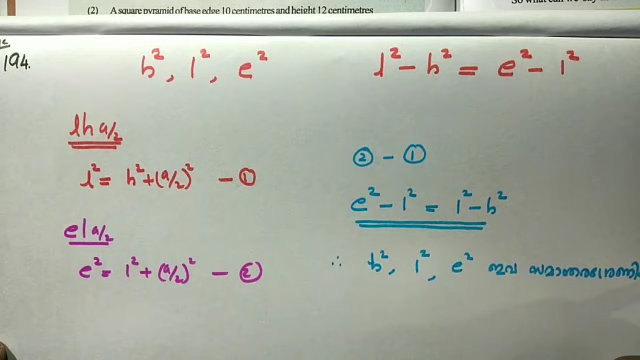 (2) A square pyramid of base edge 10 centimetres and height 12 centimetres
194.
h², l², e²
l² - h² = e² - l²
lh a/2
l² = h² + (a/2)² - ①
el a/2
e² = l² + (a/2)² - ②
② - ①
e² - l² = l² - h²
∴ h², l², e² ഇവ സമാന്തരശ്രേണി